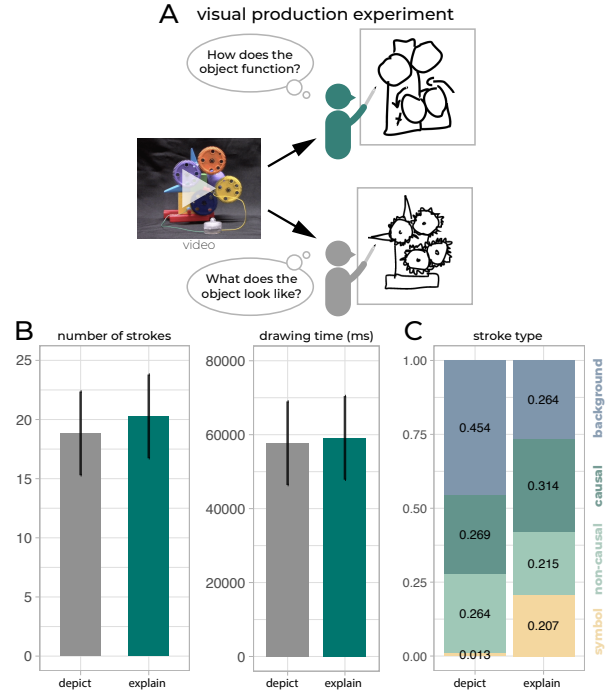 A visual production experiment
How does the
object function?
video
What does the
object look like?
B number of strokes
drawing time (ms)
C stroke type
25
20
15
10
5
0
depict
explain
80000
60000
40000
20000
0
depict
explain
1.00
0.75
0.50
0.25
0.00
0.454
0.269
0.264
0.013
0.264
0.314
0.215
0.207
depict
explain
background
causal
non-causal
symbol